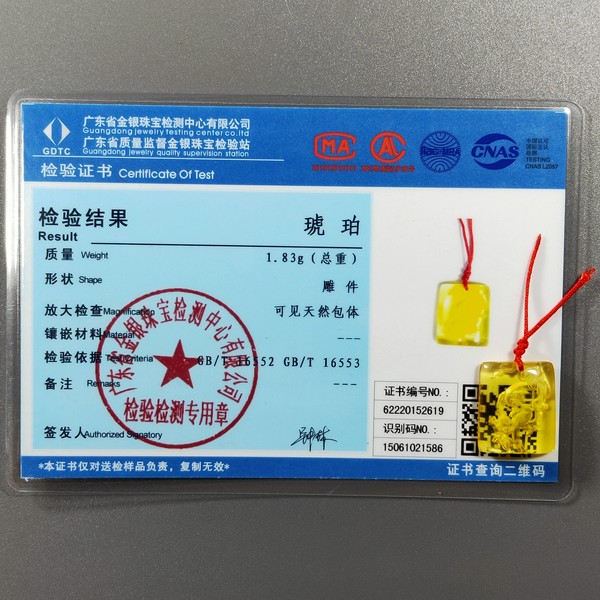 广东省金银珠宝检测中心有限公司
Guangdong jewelry testing center co.ltd
广东省质量监督金银珠宝检验站
Guangdong jewelry quality supervision station
GDTC
检验证书 Certificate Of Test
MA
AL
CNAS
TESTING
CNAS L2087
检验结果
Result
琥珀
质量 Weight 1.83g(总重)
形状 Shape 雕件
放大检查 Magnification 可见天然包体
镶嵌材料 Material ---
检验依据 Test Criteria GB/T 16552 GB/T 16553
备注 Remarks ---
签发人 Authorized Signatory
广东省金银珠宝检测中心有限公司
检验检测专用章
证书编号NO.:
62220152619
识别码NO.:
15061021586
*本证书仅对送检样品负责,复制无效*
证书查询二维码